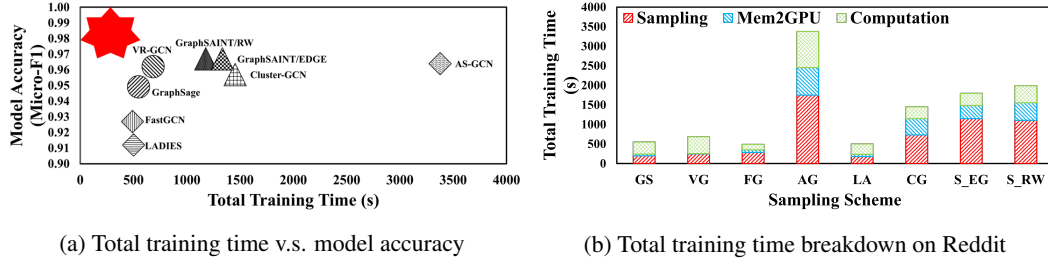 Model Accuracy
(Micro-F1)
1.00
0.99
0.98
0.97
0.96
0.95
0.94
0.93
0.92
0.91
0.90
VR-GCN
GraphSAINT/RW
GraphSAINT/EDGE
Cluster-GCN
AS-GCN
GraphSage
FastGCN
LADIES
0 500 1000 1500 2000 2500 3000 3500 4000
Total Training Time (s)
(a) Total training time v.s. model accuracy
Total Training Time
(s)
4000
3500
3000
2500
2000
1500
1000
500
0
Sampling Mem2GPU Computation
GS VG FG AG LA CG S_EG S_RW
Sampling Scheme
(b) Total training time breakdown on Reddit